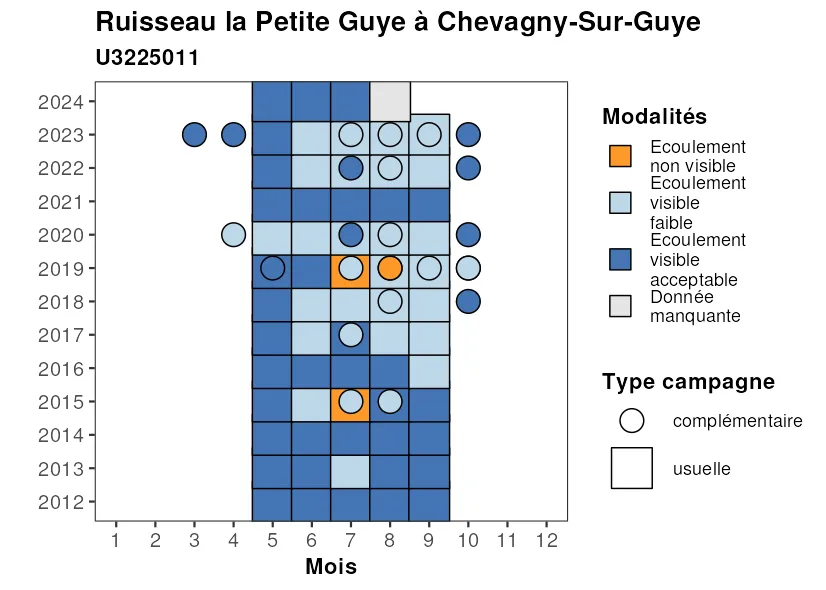 Ruisseau la Petite Guye à Chevagny-Sur-Guye
U3225011
2024
2023
2022
2021
2020
2019
2018
2017
2016
2015
2014
2013
2012
1 2 3 4 5 6 7 8 9 10 11 12
Mois
Modalités
Ecoulement
non visible
Ecoulement
visible
faible
Ecoulement
visible
acceptable
Donnée
manquante
Type campagne
complémentaire
usuelle